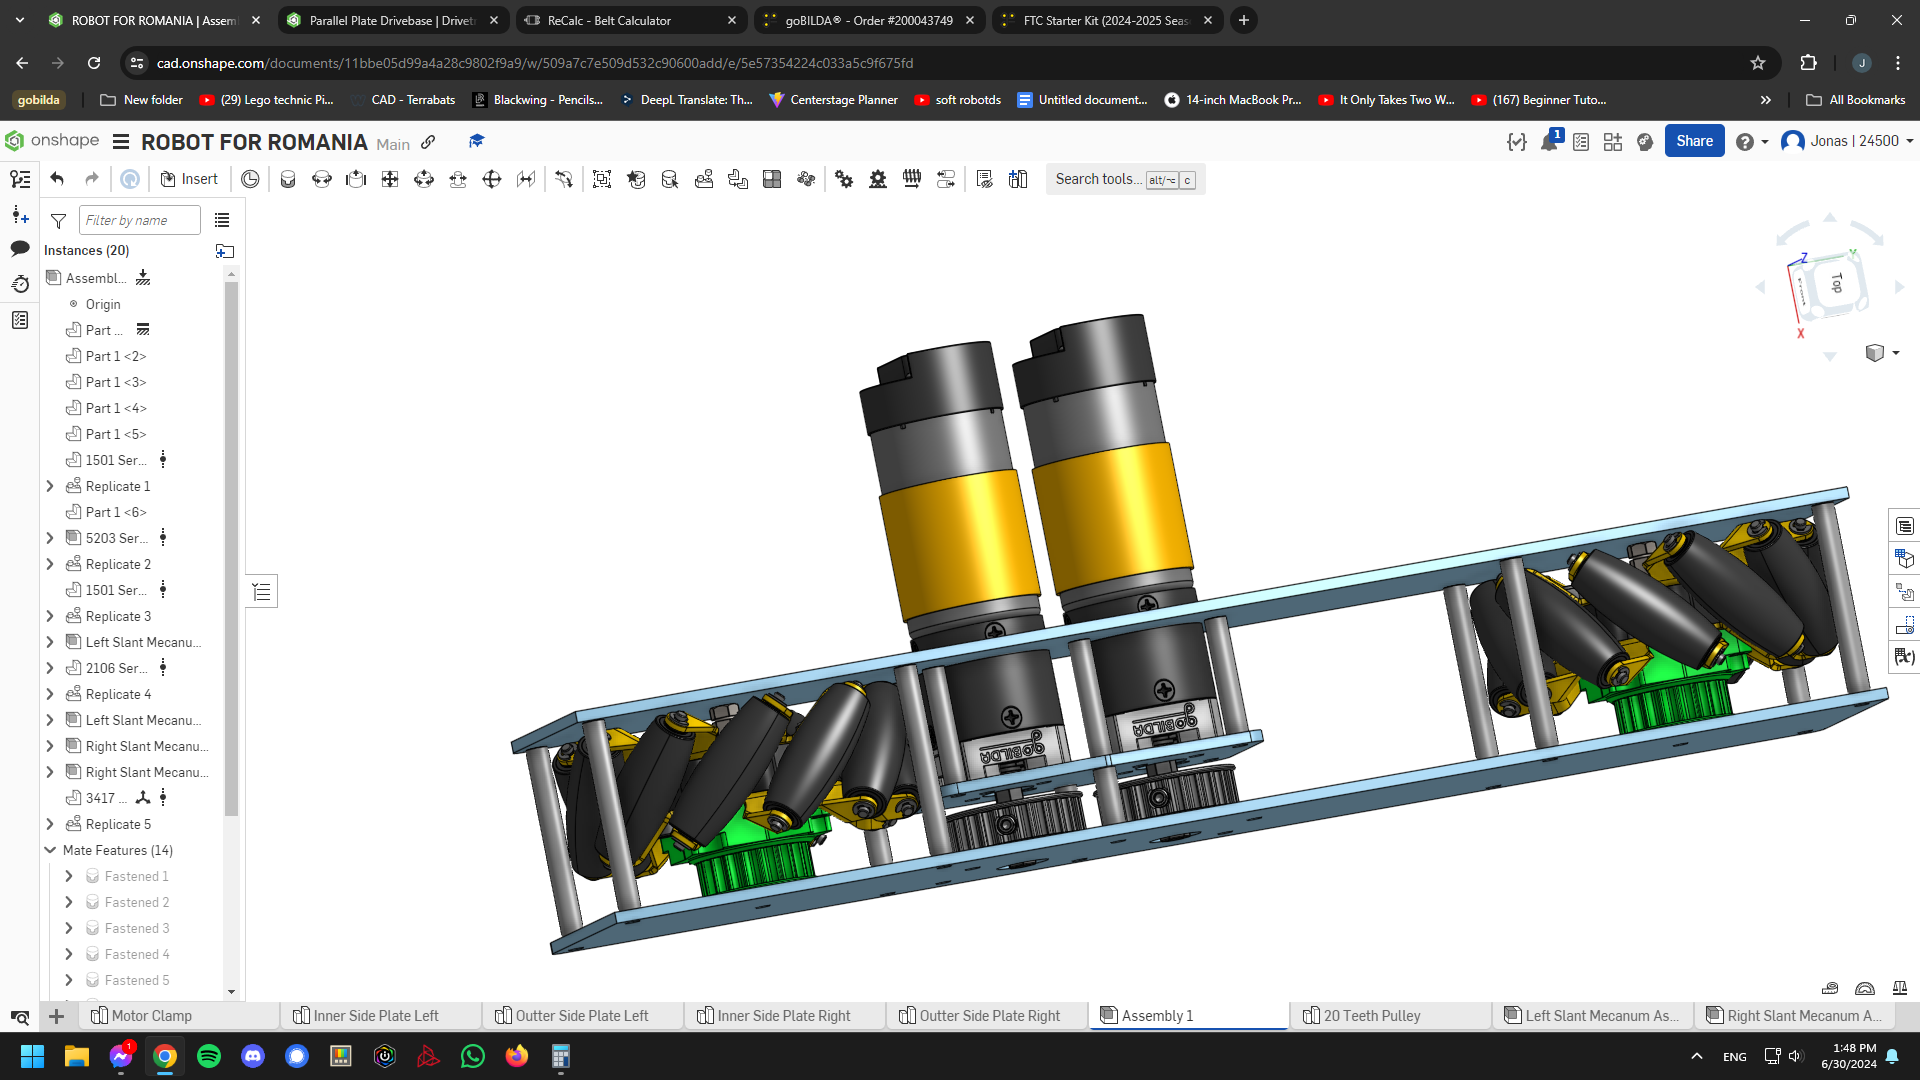 ROBOT FOR ROMANIA | Assem
Parallel Plate Drivebase | Drivet
ReCalc - Belt Calculator
goBILDA® - Order #200043749
FTC Starter Kit (2024-2025 Seas
cad.onshape.com/documents/11bbe05d99a4a28c9802f9a9/w/509a7c7e509d532c90600add/e/5e57354224c033a5c9f675fd
J
gobilda
New folder
(29) Lego technic Pi...
CAD - Terrabats
Blackwing - Pencils...
DeepL Translate: Th...
Centerstage Planner
soft robotds
Untitled document...
14-inch MacBook Pr...
It Only Takes Two W...
(167) Beginner Tuto...
All Bookmarks
onshape
ROBOT FOR ROMANIA
Main
1
Share
Jonas | 24500
Insert
Search tools...
alt/⌥
c
Filter by name
Instances (20)
Assembl...
Origin
Part ...
Part 1 <2>
Part 1 <3>
Part 1 <4>
Part 1 <5>
1501 Ser...
Replicate 1
Part 1 <6>
5203 Ser...
Replicate 2
1501 Ser...
Replicate 3
Left Slant Mecanu...
2106 Ser...
Replicate 4
Left Slant Mecanu...
Right Slant Mecanu...
Right Slant Mecanu...
3417 ...
Replicate 5
Mate Features (14)
Fastened 1
Fastened 2
Fastened 3
Fastened 4
Fastened 5
Z
Y
Top
Front
X
goBILDA
goBILDA
Motor Clamp
Inner Side Plate Left
Outter Side Plate Left
Inner Side Plate Right
Outter Side Plate Right
Assembly 1
20 Teeth Pulley
Left Slant Mecanum As...
Right Slant Mecanum A...
1
ENG
1:48 PM
6/30/2024